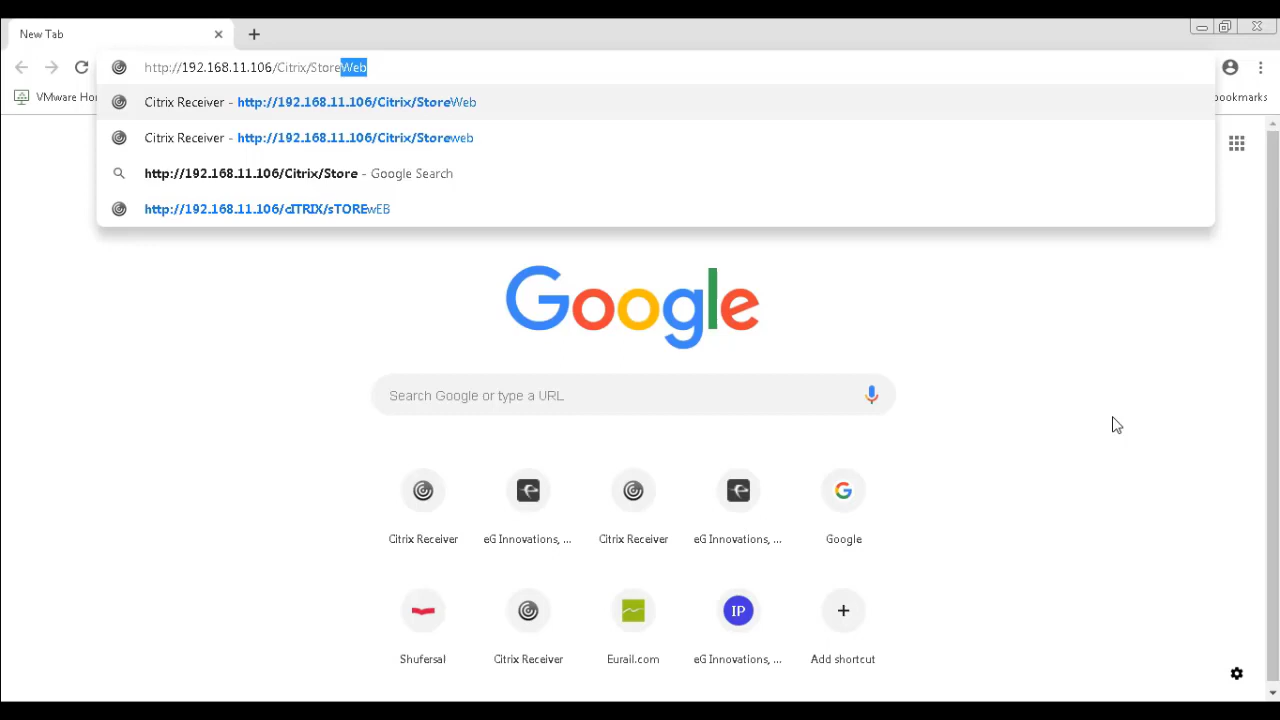 New Tab
http://192.168.11.106/Citrix/StoreWeb
VMware Ho
bookmarks
Citrix Receiver - http://192.168.11.106/Citrix/StoreWeb
Citrix Receiver - http://192.168.11.106/Citrix/Storeweb
http://192.168.11.106/Citrix/Store - Google Search
http://192.168.11.106/cITRIX/sTOREwEB
Google
Search Google or type a URL
Citrix Receiver
eG Innovations, ...
Citrix Receiver
eG Innovations, ...
Google
IP
Shufersal
Citrix Receiver
Eurail.com
eG Innovations, ...
Add shortcut